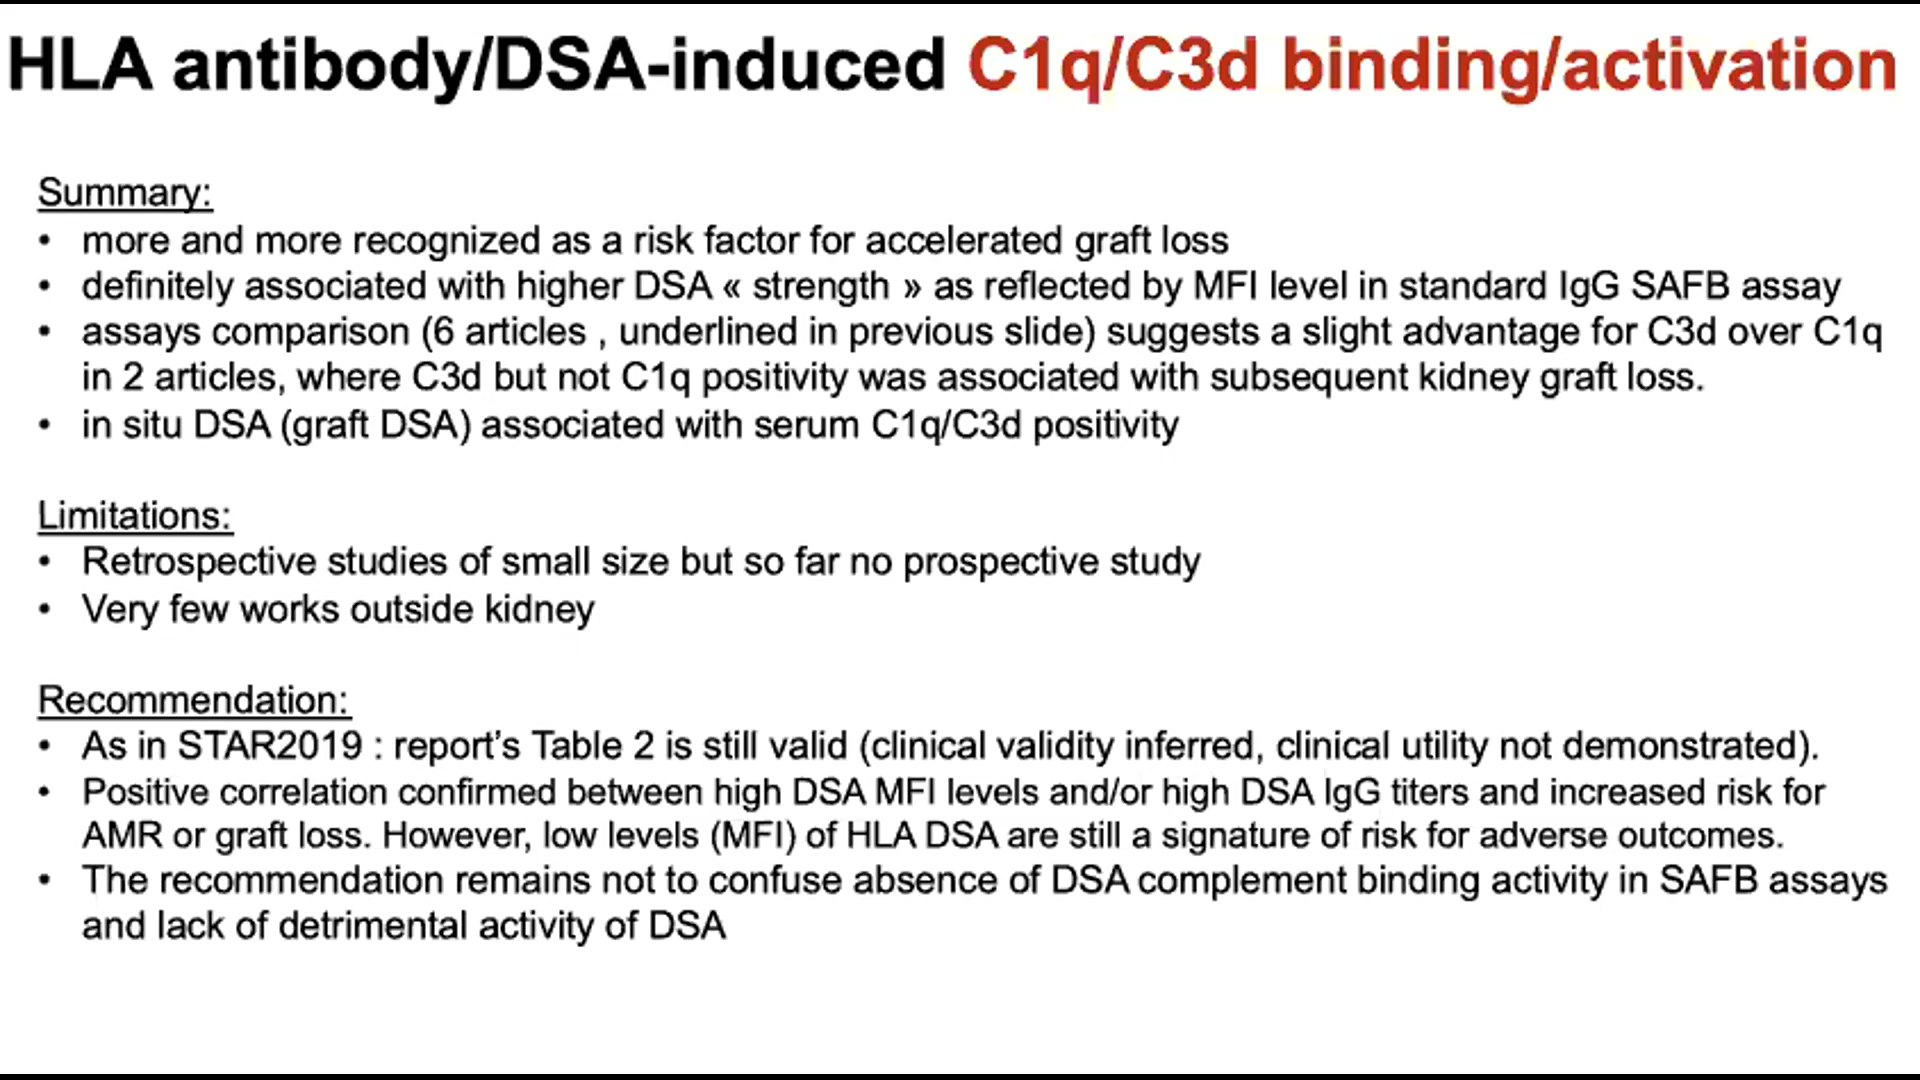 HLA antibody/DSA-induced C1q/C3d binding/activation
Summary:
• more and more recognized as a risk factor for accelerated graft loss
• definitely associated with higher DSA « strength » as reflected by MFI level in standard IgG SAFB assay
• assays comparison (6 articles , underlined in previous slide) suggests a slight advantage for C3d over C1q
in 2 articles, where C3d but not C1q positivity was associated with subsequent kidney graft loss.
• in situ DSA (graft DSA) associated with serum C1q/C3d positivity
Limitations:
• Retrospective studies of small size but so far no prospective study
• Very few works outside kidney
Recommendation:
• As in STAR2019 : report’s Table 2 is still valid (clinical validity inferred, clinical utility not demonstrated).
• Positive correlation confirmed between high DSA MFI levels and/or high DSA IgG titers and increased risk for
AMR or graft loss. However, low levels (MFI) of HLA DSA are still a signature of risk for adverse outcomes.
• The recommendation remains not to confuse absence of DSA complement binding activity in SAFB assays
and lack of detrimental activity of DSA